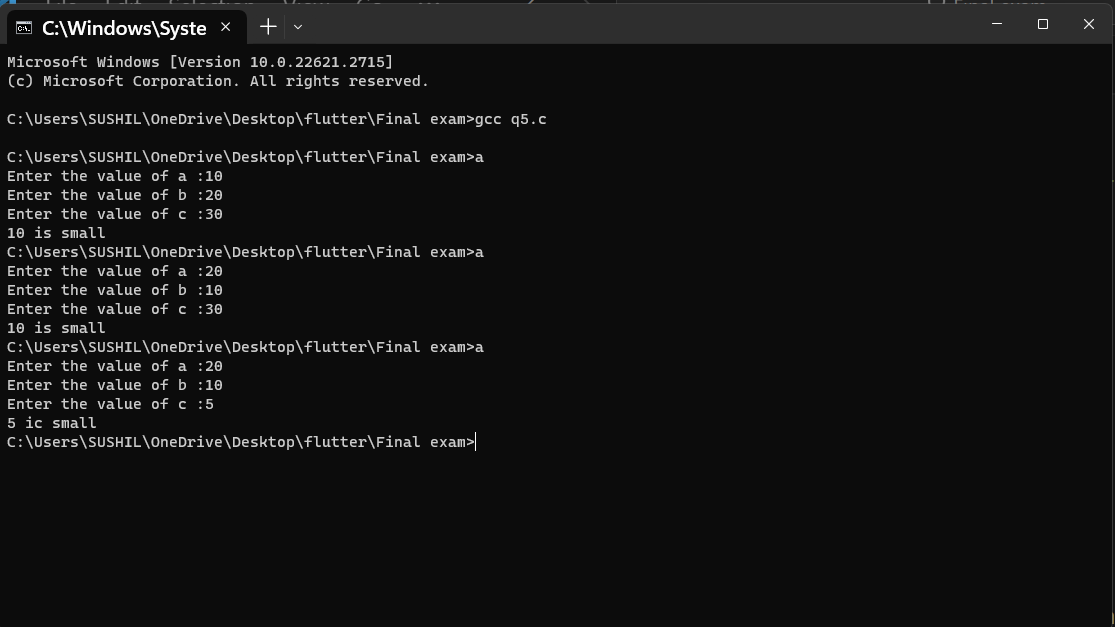 C:\Windows\Syste
Microsoft Windows [Version 10.0.22621.2715]
(c) Microsoft Corporation. All rights reserved.
C:\Users\SUSHIL\OneDrive\Desktop\flutter\Final exam>gcc q5.c
C:\Users\SUSHIL\OneDrive\Desktop\flutter\Final exam>a
Enter the value of a :10
Enter the value of b :20
Enter the value of c :30
10 is small
C:\Users\SUSHIL\OneDrive\Desktop\flutter\Final exam>a
Enter the value of a :20
Enter the value of b :10
Enter the value of c :30
10 is small
C:\Users\SUSHIL\OneDrive\Desktop\flutter\Final exam>a
Enter the value of a :20
Enter the value of b :10
Enter the value of c :5
5 ic small
C:\Users\SUSHIL\OneDrive\Desktop\flutter\Final exam>